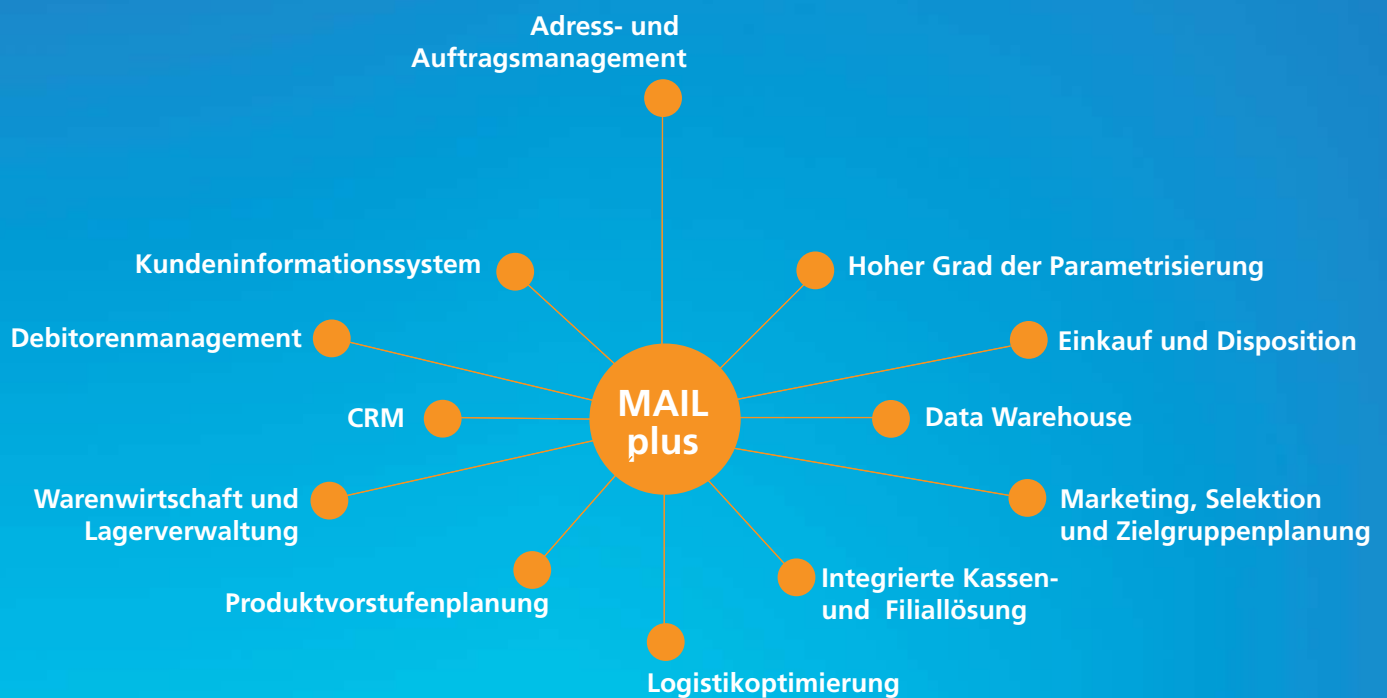 Adress- und
Auftragsmanagement
Kundeninformationssystem
Hoher Grad der Parametrisierung
Debitorenmanagement
Einkauf und Disposition
MAIL
plus
CRM
Data Warehouse
Warenwirtschaft und
Lagerverwaltung
Marketing, Selektion
und Zielgruppenplanung
Produktvorstufenplanung
Integrierte Kassen-
und Filiallösung
Logistikoptimierung